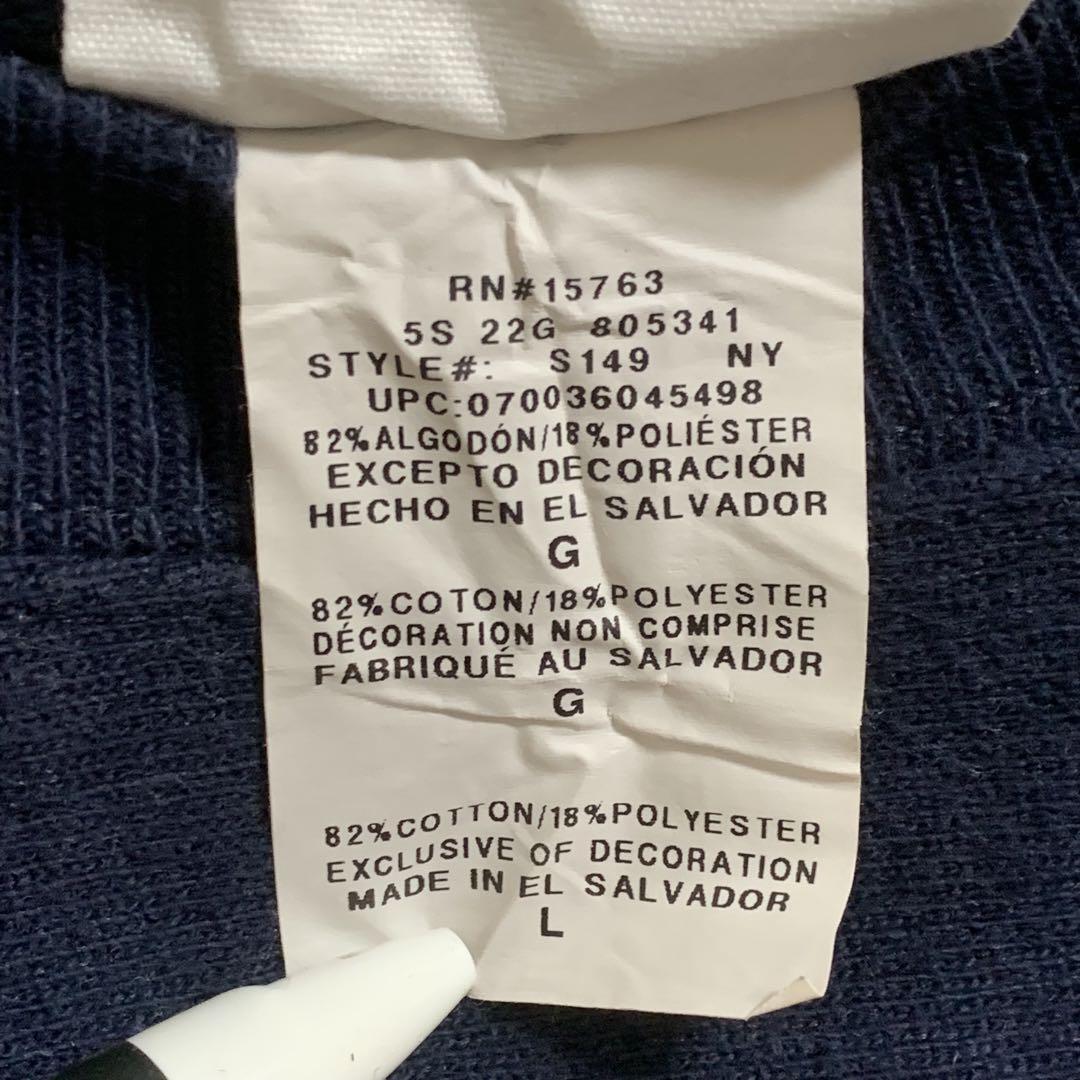 RN#15763
5S 22G 805341
STYLE#: S149 NY
UPC:070036045498
82%ALGODÓN/18%POLIÉSTER
EXCEPTO DECORACIÓN
HECHO EN EL SALVADOR
G
82%COTON/18%POLYESTER
DÉCORATION NON COMPRISE
FABRIQUÉ AU SALVADOR
G
82%COTTON/18%POLYESTER
EXCLUSIVE OF DECORATION
MADE IN EL SALVADOR
L